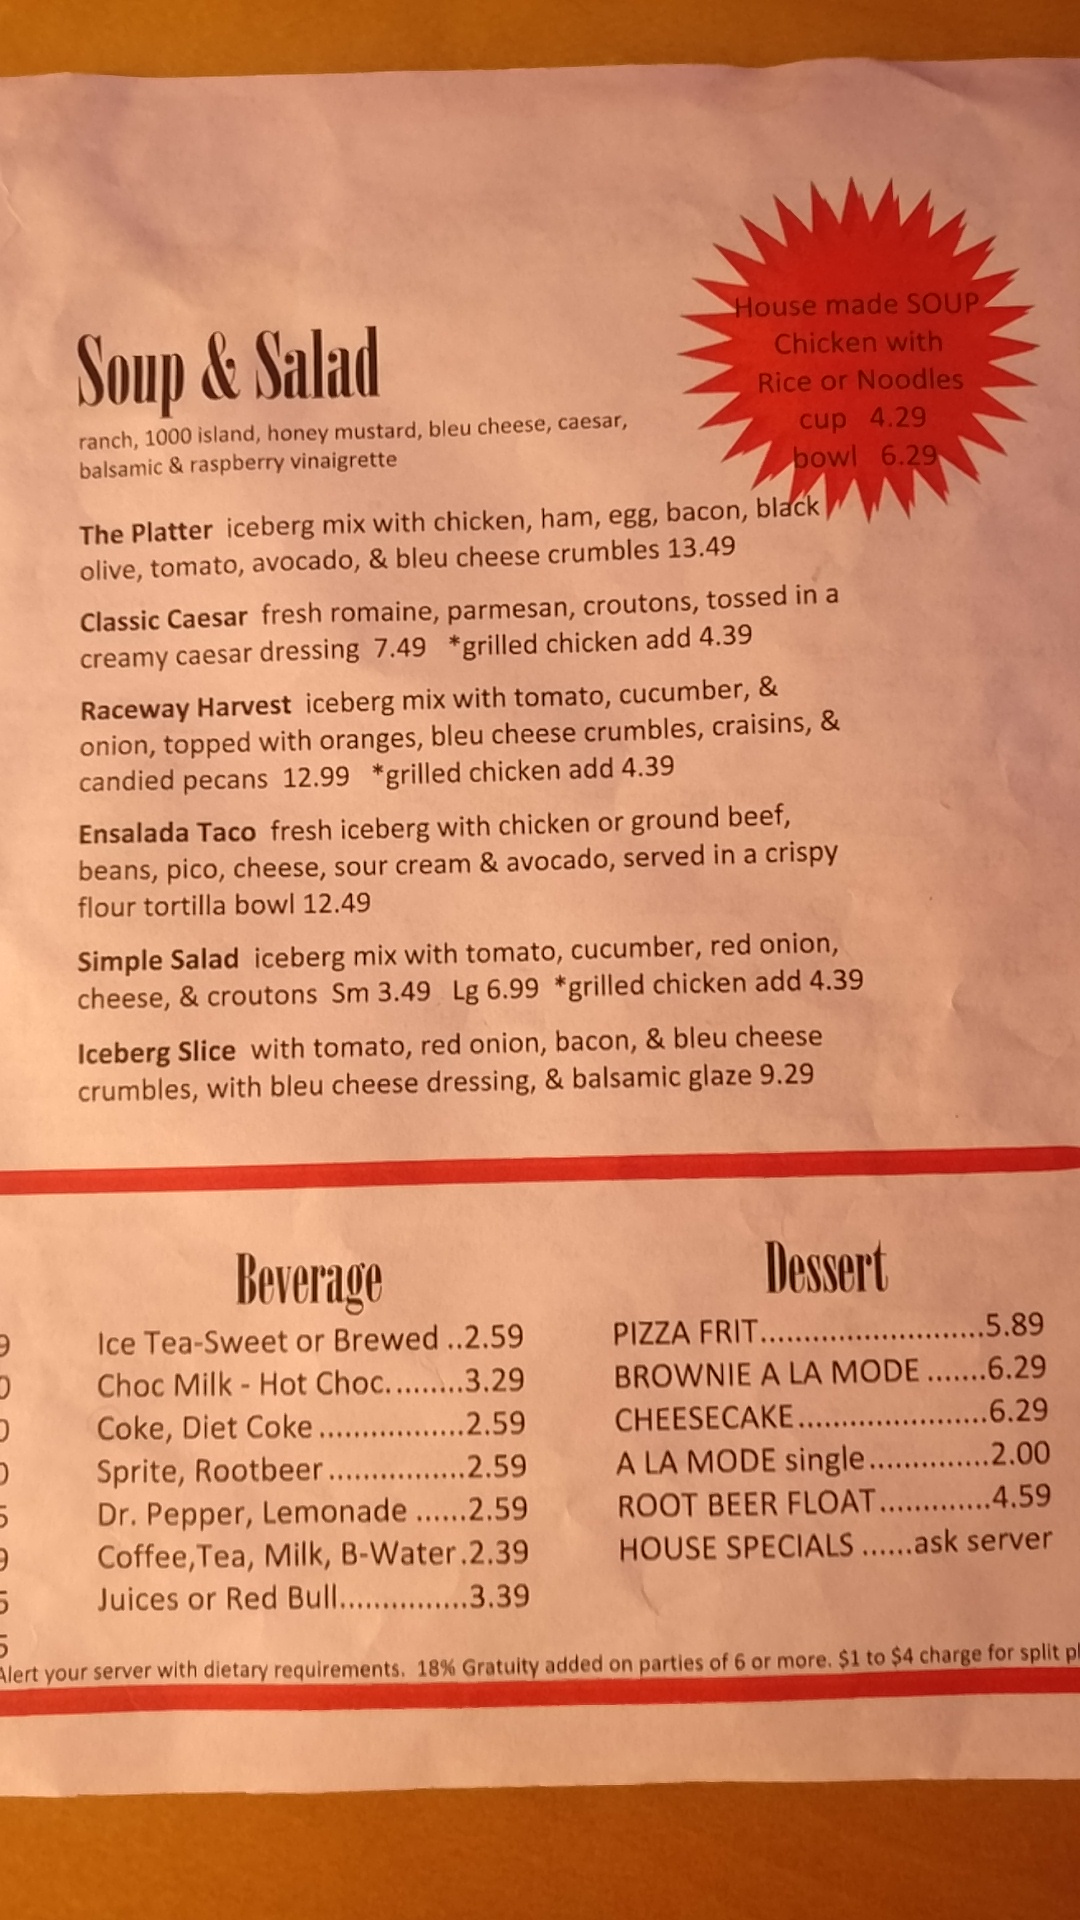 House made SOUP
Chicken with
Rice or Noodles
cup 4.29
bowl 6.29
Soup & Salad
ranch, 1000 island, honey mustard, bleu cheese, caesar,
balsamic & raspberry vinaigrette
The Platter iceberg mix with chicken, ham, egg, bacon, black
olive, tomato, avocado, & bleu cheese crumbles 13.49
Classic Caesar fresh romaine, parmesan, croutons, tossed in a
creamy caesar dressing 7.49 *grilled chicken add 4.39
Raceway Harvest iceberg mix with tomato, cucumber, &
onion, topped with oranges, bleu cheese crumbles, craisins, &
candied pecans 12.99 *grilled chicken add 4.39
Ensalada Taco fresh iceberg with chicken or ground beef,
beans, pico, cheese, sour cream & avocado, served in a crispy
flour tortilla bowl 12.49
Simple Salad iceberg mix with tomato, cucumber, red onion,
cheese, & croutons Sm 3.49 Lg 6.99 *grilled chicken add 4.39
Iceberg Slice with tomato, red onion, bacon, & bleu cheese
crumbles, with bleu cheese dressing, & balsamic glaze 9.29
Beverage
Ice Tea-Sweet or Brewed ..2.59
Choc Milk - Hot Choc.........3.29
Coke, Diet Coke.................2.59
Sprite, Rootbeer................2.59
Dr. Pepper, Lemonade ......2.59
Coffee,Tea, Milk, B-Water.2.39
Juices or Red Bull...............3.39
Dessert
PIZZA FRIT..........................5.89
BROWNIE A LA MODE .......6.29
CHEESECAKE......................6.29
A LA MODE single..............2.00
ROOT BEER FLOAT.............4.59
HOUSE SPECIALS ......ask server
Alert your server with dietary requirements. 18% Gratuity added on parties of 6 or more. $1 to $4 charge for split